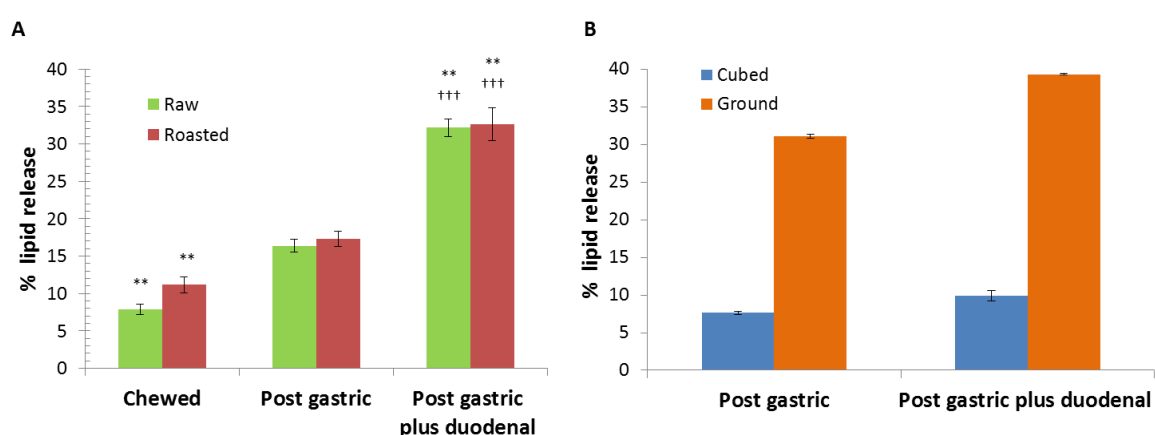 A
40
35
30
25
20
15
10
5
0
% lipid release
Raw
Roasted
**
**
**
†††
**
†††
Chewed
Post gastric
Post gastric
plus duodenal
B
40
35
30
25
20
15
10
5
0
% lipid release
Cubed
Ground
Post gastric
Post gastric plus duodenal